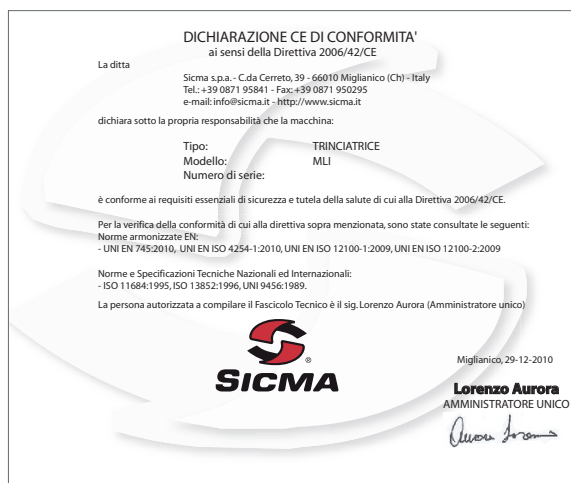 DICHIARAZIONE CE DI CONFORMITA'
ai sensi della Direttiva 2006/42/CE
La ditta
Sicma s.p.a. - C.da Cerreto, 39 - 66010 Miglianico (Ch) - Italy
Tel.: +39 0871 95841 - Fax: +39 0871 950295
e-mail: info@sicma.it - http://www.sicma.it
dichiara sotto la propria responsabilità che la macchina:
Tipo: TRINCIATRICE
Modello: MLI
Numero di serie:
è conforme ai requisiti essenziali di sicurezza e tutela della salute di cui alla Direttiva 2006/42/CE.
Per la verifica della conformità di cui alla direttiva sopra menzionata, sono state consultate le seguenti:
Norme armonizzate EN:
- UNI EN 745:2010, UNI EN ISO 4254-1:2010, UNI EN ISO 12100-1:2009, UNI EN ISO 12100-2:2009
Norme e Specificazioni Tecniche Nazionali ed Internazionali:
- ISO 11684:1995, ISO 13852:1996, UNI 9456:1989.
La persona autorizzata a compilare il Fascicolo Tecnico è il sig. Lorenzo Aurora (Amministratore unico)
®
SICMA
Miglianico, 29-12-2010
Lorenzo Aurora
AMMINISTRATORE UNICO
Aurora Lorenzo